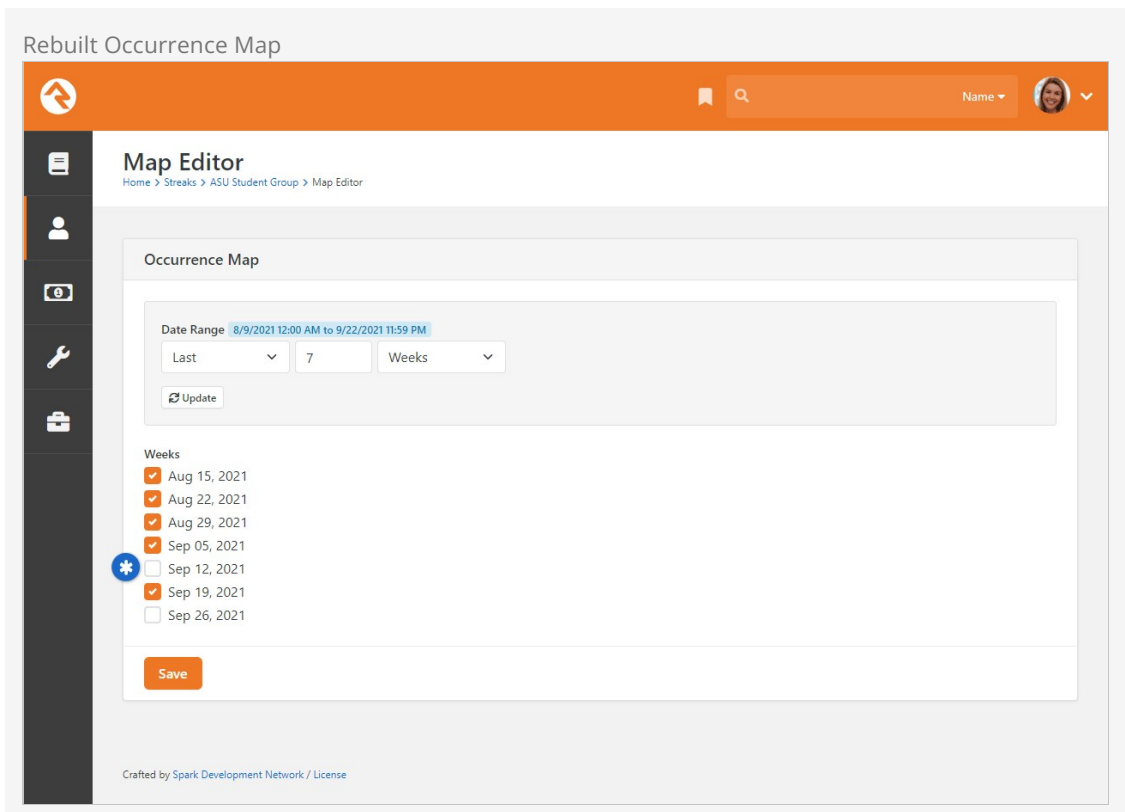 Rebuilt Occurrence Map
Name
Map Editor
Home > Streaks > ASU Student Group > Map Editor
Occurrence Map
Date Range 8/9/2021 12:00 AM to 9/22/2021 11:59 PM
Last 7 Weeks
Update
Weeks
Aug 15, 2021
Aug 22, 2021
Aug 29, 2021
Sep 05, 2021
Sep 12, 2021
Sep 19, 2021
Sep 26, 2021
Save
Crafted by Spark Development Network / License